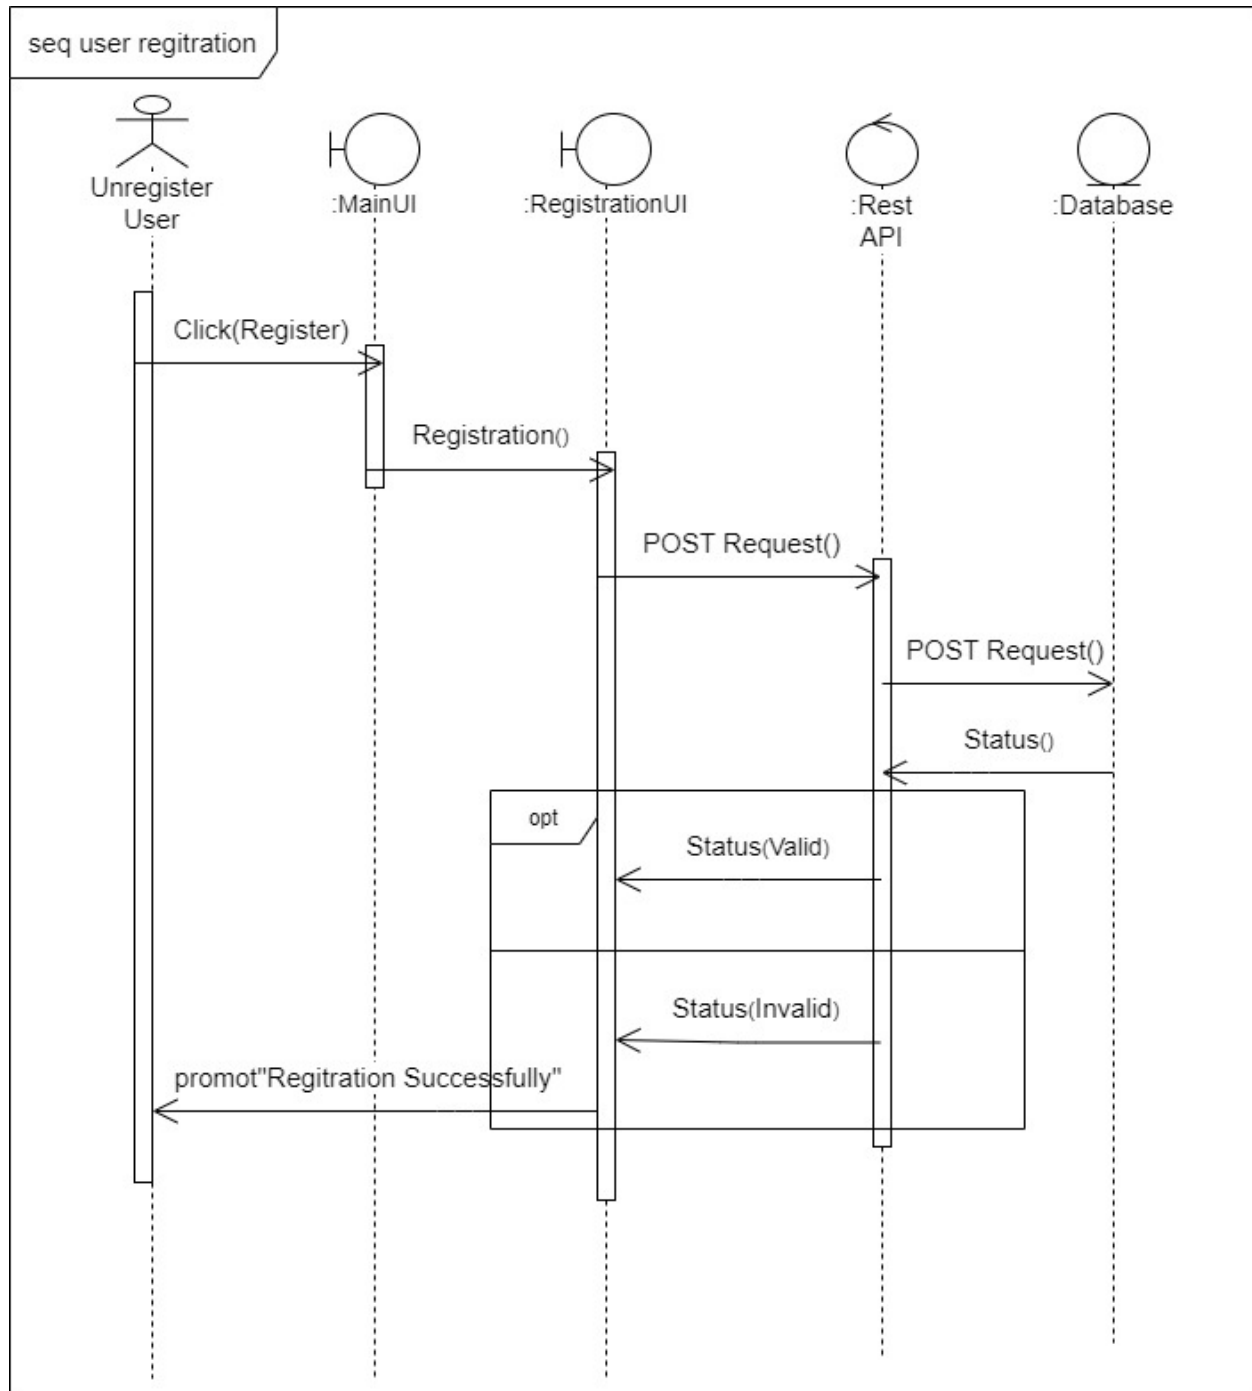 seq user regitration
Unregister
User
:MainUI
:RegistrationUI
:Rest
API
:Database
Click(Register)
Registration()
POST Request()
POST Request()
Status()
opt
Status(Valid)
Status(Invalid)
promot"Regitration Successfully"